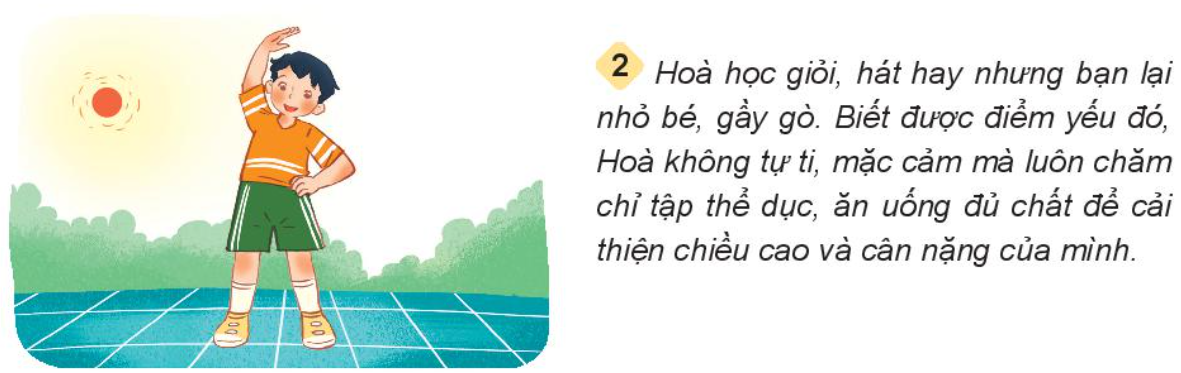 2 Hoà học giỏi, hát hay nhưng bạn lại
nhỏ bé, gầy gò. Biết được điểm yếu đó,
Hoà không tự ti, mặc cảm mà luôn chăm
chỉ tập thể dục, ăn uống đủ chất để cải
thiện chiều cao và cân nặng của mình.